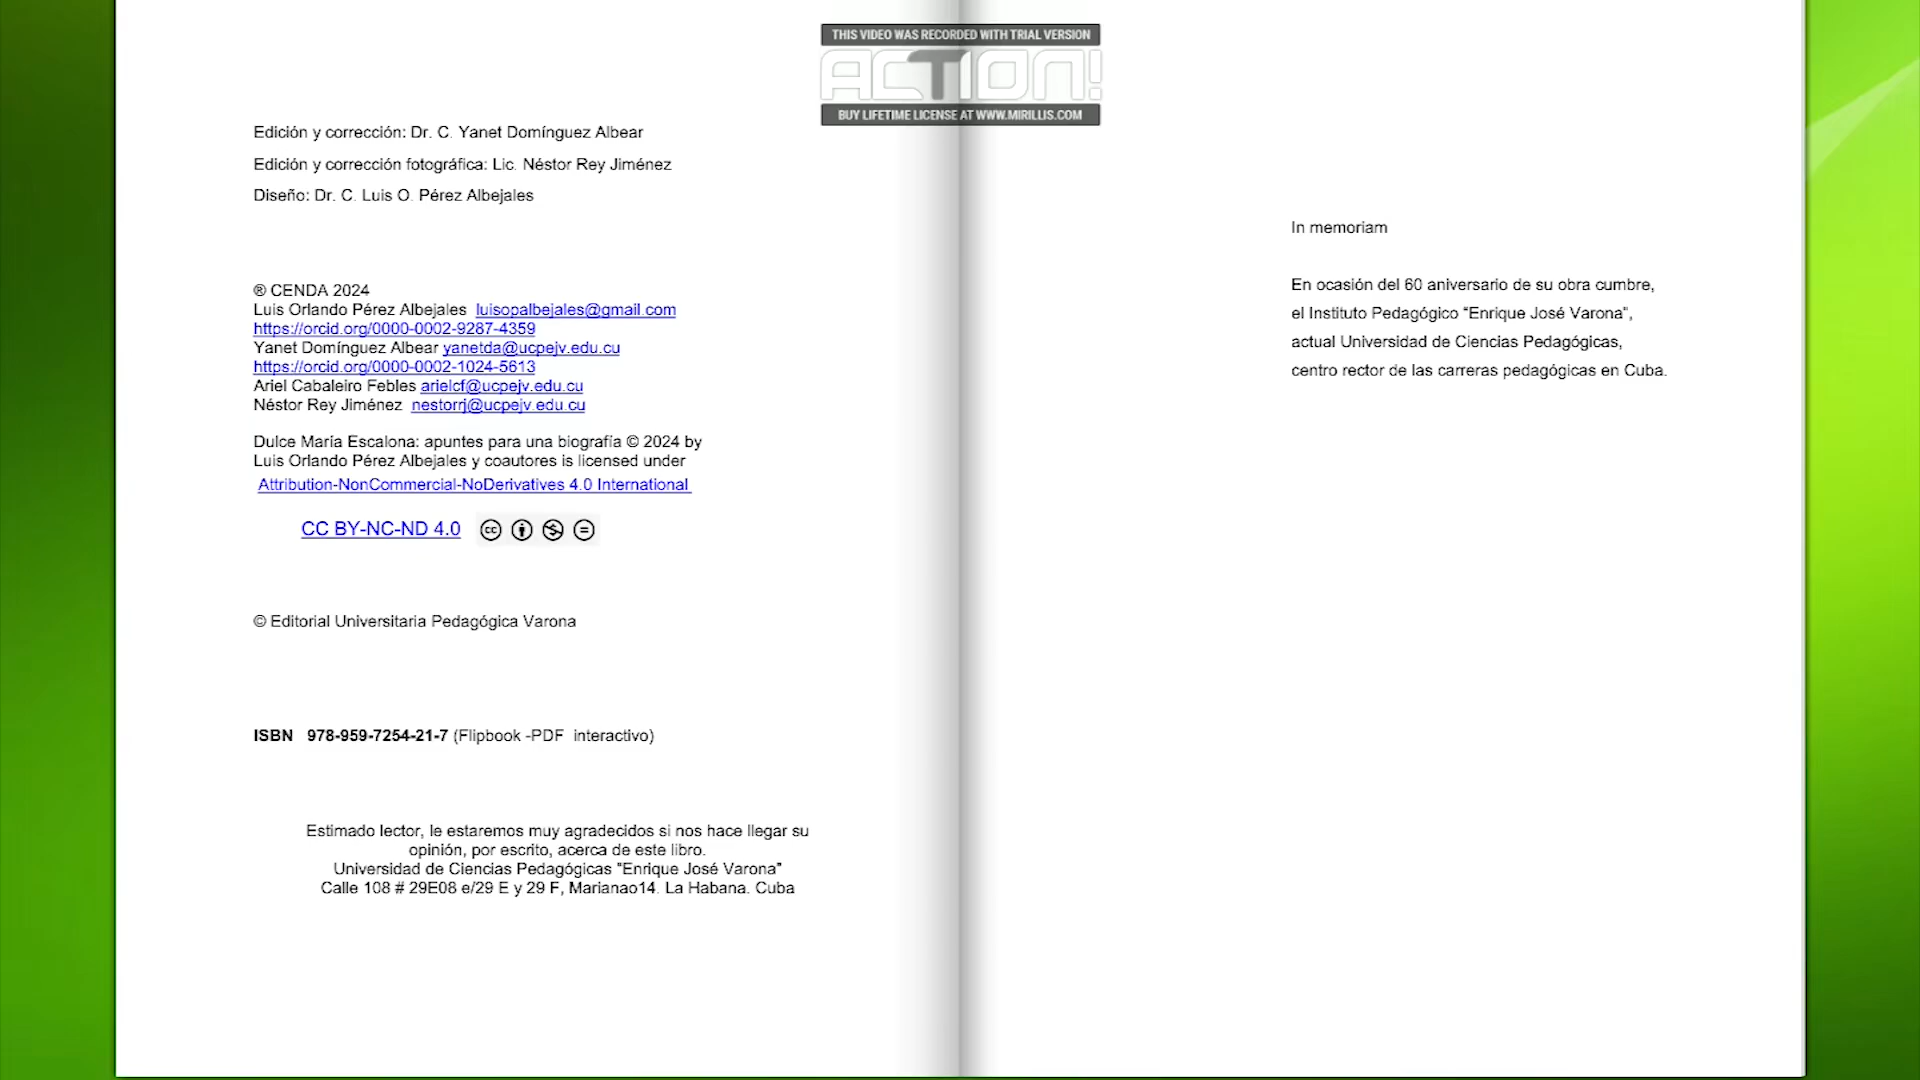 THIS VIDEO WAS RECORDED WITH TRIAL VERSION
ACTION!
BUY LIFETIME LICENSE AT WWW.MIRILLIS.COM
Edición y corrección: Dr. C. Yanet Domínguez Albear
Edición y corrección fotográfica: Lic. Néstor Rey Jiménez
Diseño: Dr. C. Luis O. Pérez Albejales
® CENDA 2024
Luis Orlando Pérez Albejales luisopalbejales@gmail.com
https://orcid.org/0000-0002-9287-4359
Yanet Domínguez Albear yanetda@ucpejv.edu.cu
https://orcid.org/0000-0002-1024-5613
Ariel Cabaleiro Febles arielcf@ucpejv.edu.cu
Néstor Rey Jiménez nestorrj@ucpejv.edu.cu
Dulce María Escalona: apuntes para una biografía © 2024 by
Luis Orlando Pérez Albejales y coautores is licensed under
Attribution-NonCommercial-NoDerivatives 4.0 International
CC BY-NC-ND 4.0
© Editorial Universitaria Pedagógica Varona
ISBN 978-959-7254-21-7 (Flipbook -PDF interactivo)
Estimado lector, le estaremos muy agradecidos si nos hace llegar su
opinión, por escrito, acerca de este libro.
Universidad de Ciencias Pedagógicas "Enrique José Varona”
Calle 108 # 29E08 e/29 E y 29 F, Marianao14. La Habana. Cuba
In memoriam
En ocasión del 60 aniversario de su obra cumbre,
el Instituto Pedagógico “Enrique José Varona”,
actual Universidad de Ciencias Pedagógicas,
centro rector de las carreras pedagógicas en Cuba.